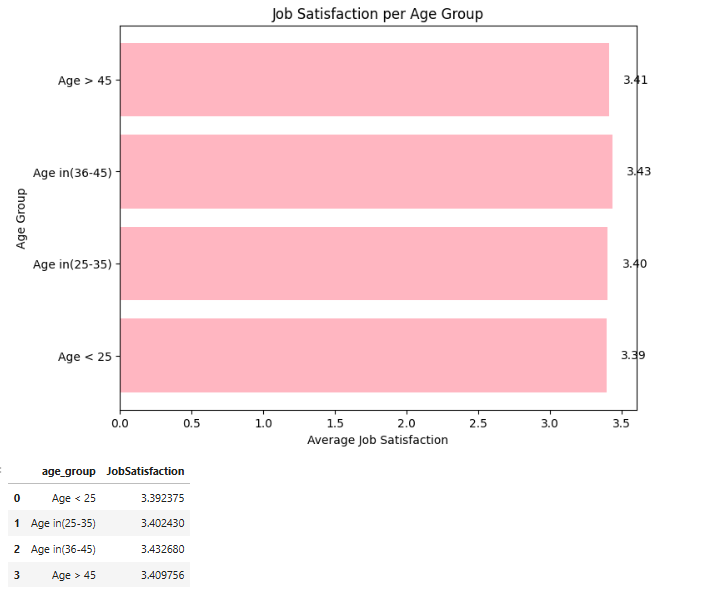 Job Satisfaction per Age Group
Age > 45
3.41
Age in(36-45)
3.43
Age Group
Age in(25-35)
3.40
Age < 25
3.39
0.0 0.5 1.0 1.5 2.0 2.5 3.0 3.5
Average Job Satisfaction
age_group JobSatisfaction
0 Age < 25 3.392375
1 Age in(25-35) 3.402430
2 Age in(36-45) 3.432680
3 Age > 45 3.409756